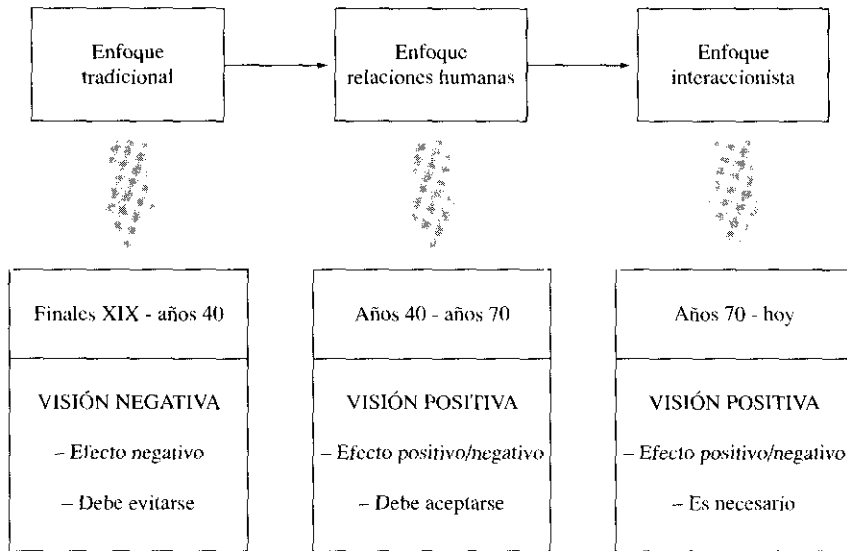 Enfoque
tradicional
Enfoque
relaciones humanas
Enfoque
interaccionista
Finales XIX - años 40
VISIÓN NEGATIVA
– Efecto negativo
– Debe evitarse
Años 40 - años 70
VISIÓN POSITIVA
– Efecto positivo/negativo
– Debe aceptarse
Años 70 - hoy
VISIÓN POSITIVA
– Efecto positivo/negativo
– Es necesario